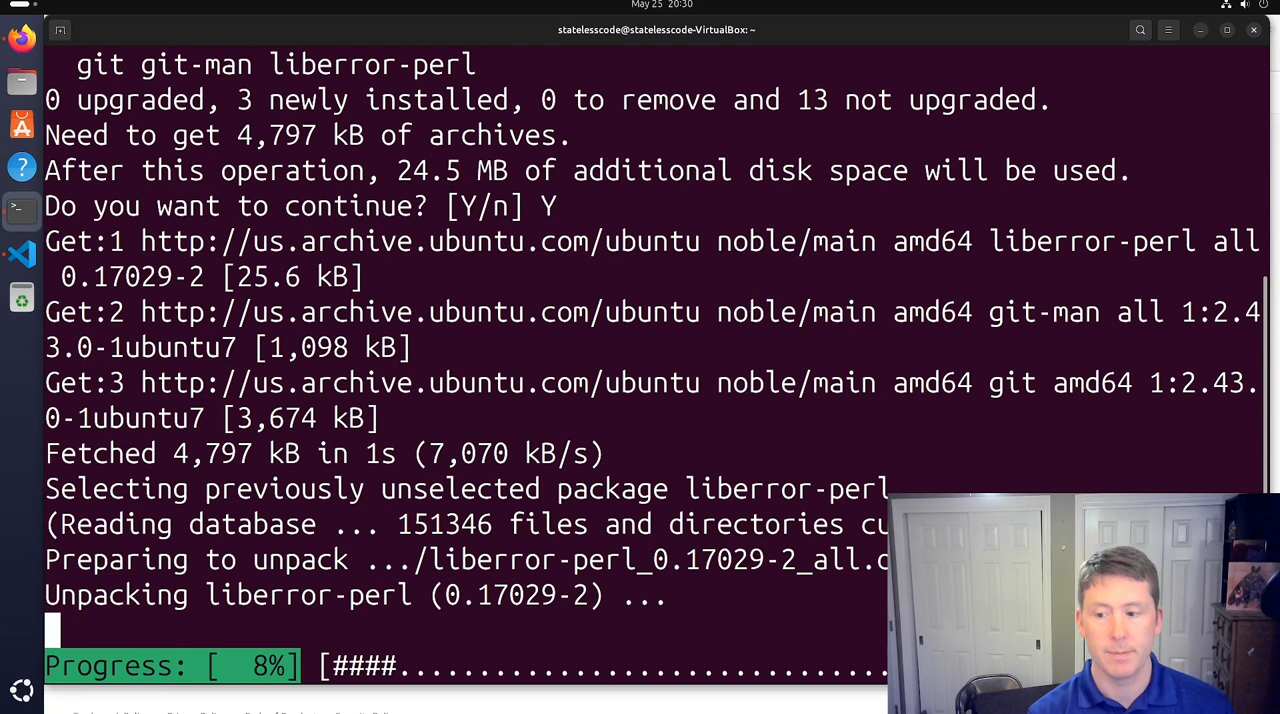 May 25 20:30
statelesscode@statelesscode-VirtualBox: ~
git git-man liberror-perl
0 upgraded, 3 newly installed, 0 to remove and 13 not upgraded.
Need to get 4,797 kB of archives.
After this operation, 24.5 MB of additional disk space will be used.
Do you want to continue? [Y/n] Y
Get:1 http://us.archive.ubuntu.com/ubuntu noble/main amd64 liberror-perl all
0.17029-2 [25.6 kB]
Get:2 http://us.archive.ubuntu.com/ubuntu noble/main amd64 git-man all 1:2.4
3.0-1ubuntu7 [1,098 kB]
Get:3 http://us.archive.ubuntu.com/ubuntu noble/main amd64 git amd64 1:2.43.
0-1ubuntu7 [3,674 kB]
Fetched 4,797 kB in 1s (7,070 kB/s)
Selecting previously unselected package liberror-perl
(Reading database ... 151346 files and directories cu
Preparing to unpack .../liberror-perl_0.17029-2_all.
Unpacking liberror-perl (0.17029-2) ...
Progress: [  8%] [####................................